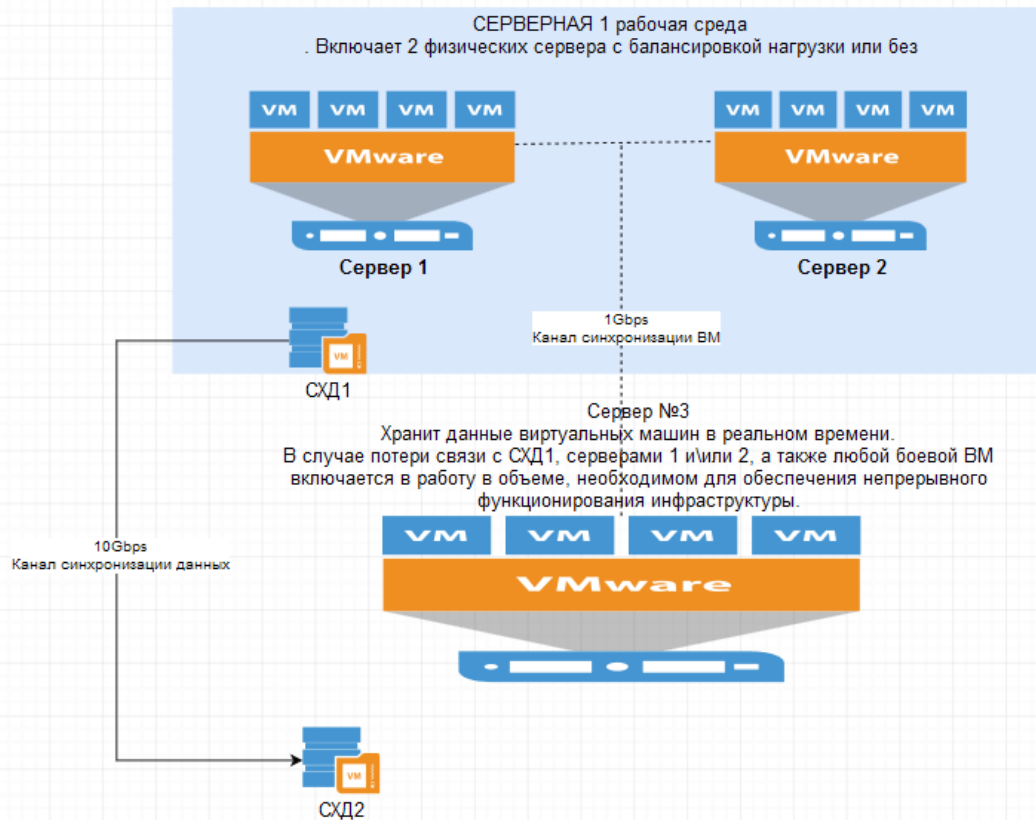 СЕРВЕРНАЯ 1 рабочая среда
. Включает 2 физических сервера с балансировкой нагрузки или без
VM VM VM VM
VM VM VM VM
VMware
VMware
Сервер 1
Сервер 2
1Gbps
Канал синхронизации ВМ
VM
СХД1
Сервер №3
Хранит данные виртуальных машин в реальном времени.
В случае потери связи с СХД1, серверами 1 и\или 2, а также любой боевой ВМ
включается в работу в объеме, необходимом для обеспечения непрерывного
функционирования инфраструктуры.
VM VM VM VM
VMware
10Gbps
Канал синхронизации данных
VM
СХД2